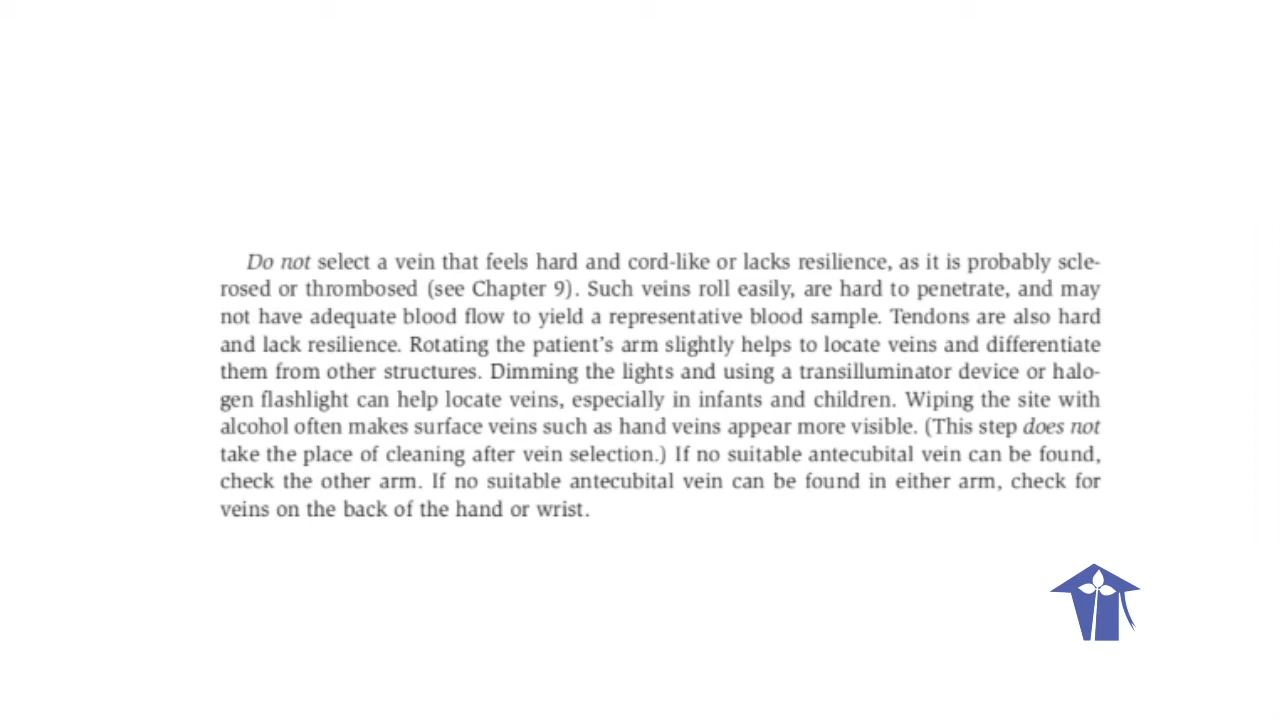 Do not select a vein that feels hard and cord-like or lacks resilience, as it is probably scle-
rosed or thrombosed (see Chapter 9). Such veins roll easily, are hard to penetrate, and may
not have adequate blood flow to yield a representative blood sample. Tendons are also hard
and lack resilience. Rotating the patient's arm slightly helps to locate veins and differentiate
them from other structures. Dimming the lights and using a transilluminator device or halo-
gen flashlight can help locate veins, especially in infants and children. Wiping the site with
alcohol often makes surface veins such as hand veins appear more visible. (This step does not
take the place of cleaning after vein selection.) If no suitable antecubital vein can be found,
check the other arm. If no suitable antecubital vein can be found in either arm, check for
veins on the back of the hand or wrist.